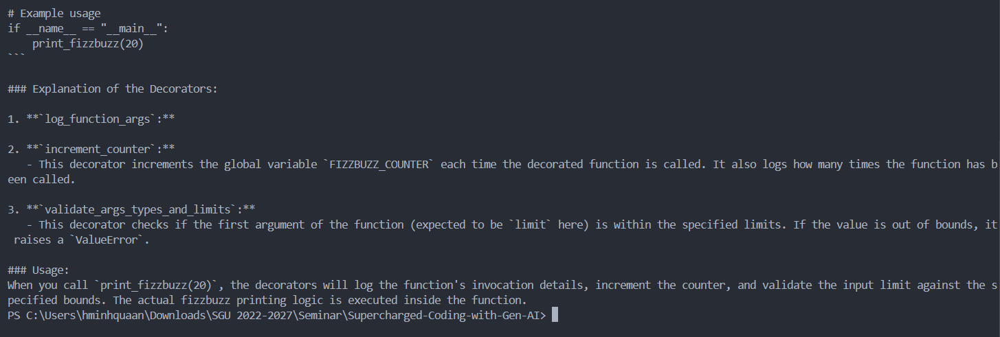 # Example usage
if __name__ == "__main__":
    print_fizzbuzz(20)
```
### Explanation of the Decorators:
1. **`log_function_args`:**
2. **`increment_counter`:**
   - This decorator increments the global variable `FIZZBUZZ_COUNTER` each time the decorated function is called. It also logs how many times the function has b
een called.
3. **`validate_args_types_and_limits`:**
   - This decorator checks if the first argument of the function (expected to be `limit` here) is within the specified limits. If the value is out of bounds, it
 raises a `ValueError`.
### Usage:
When you call `print_fizzbuzz(20)`, the decorators will log the function's invocation details, increment the counter, and validate the input limit against the s
pecified bounds. The actual fizzbuzz printing logic is executed inside the function.
PS C:\Users\hminhquaan\Downloads\SGU 2022-2027\Seminar\Supercharged-Coding-with-Gen-AI>